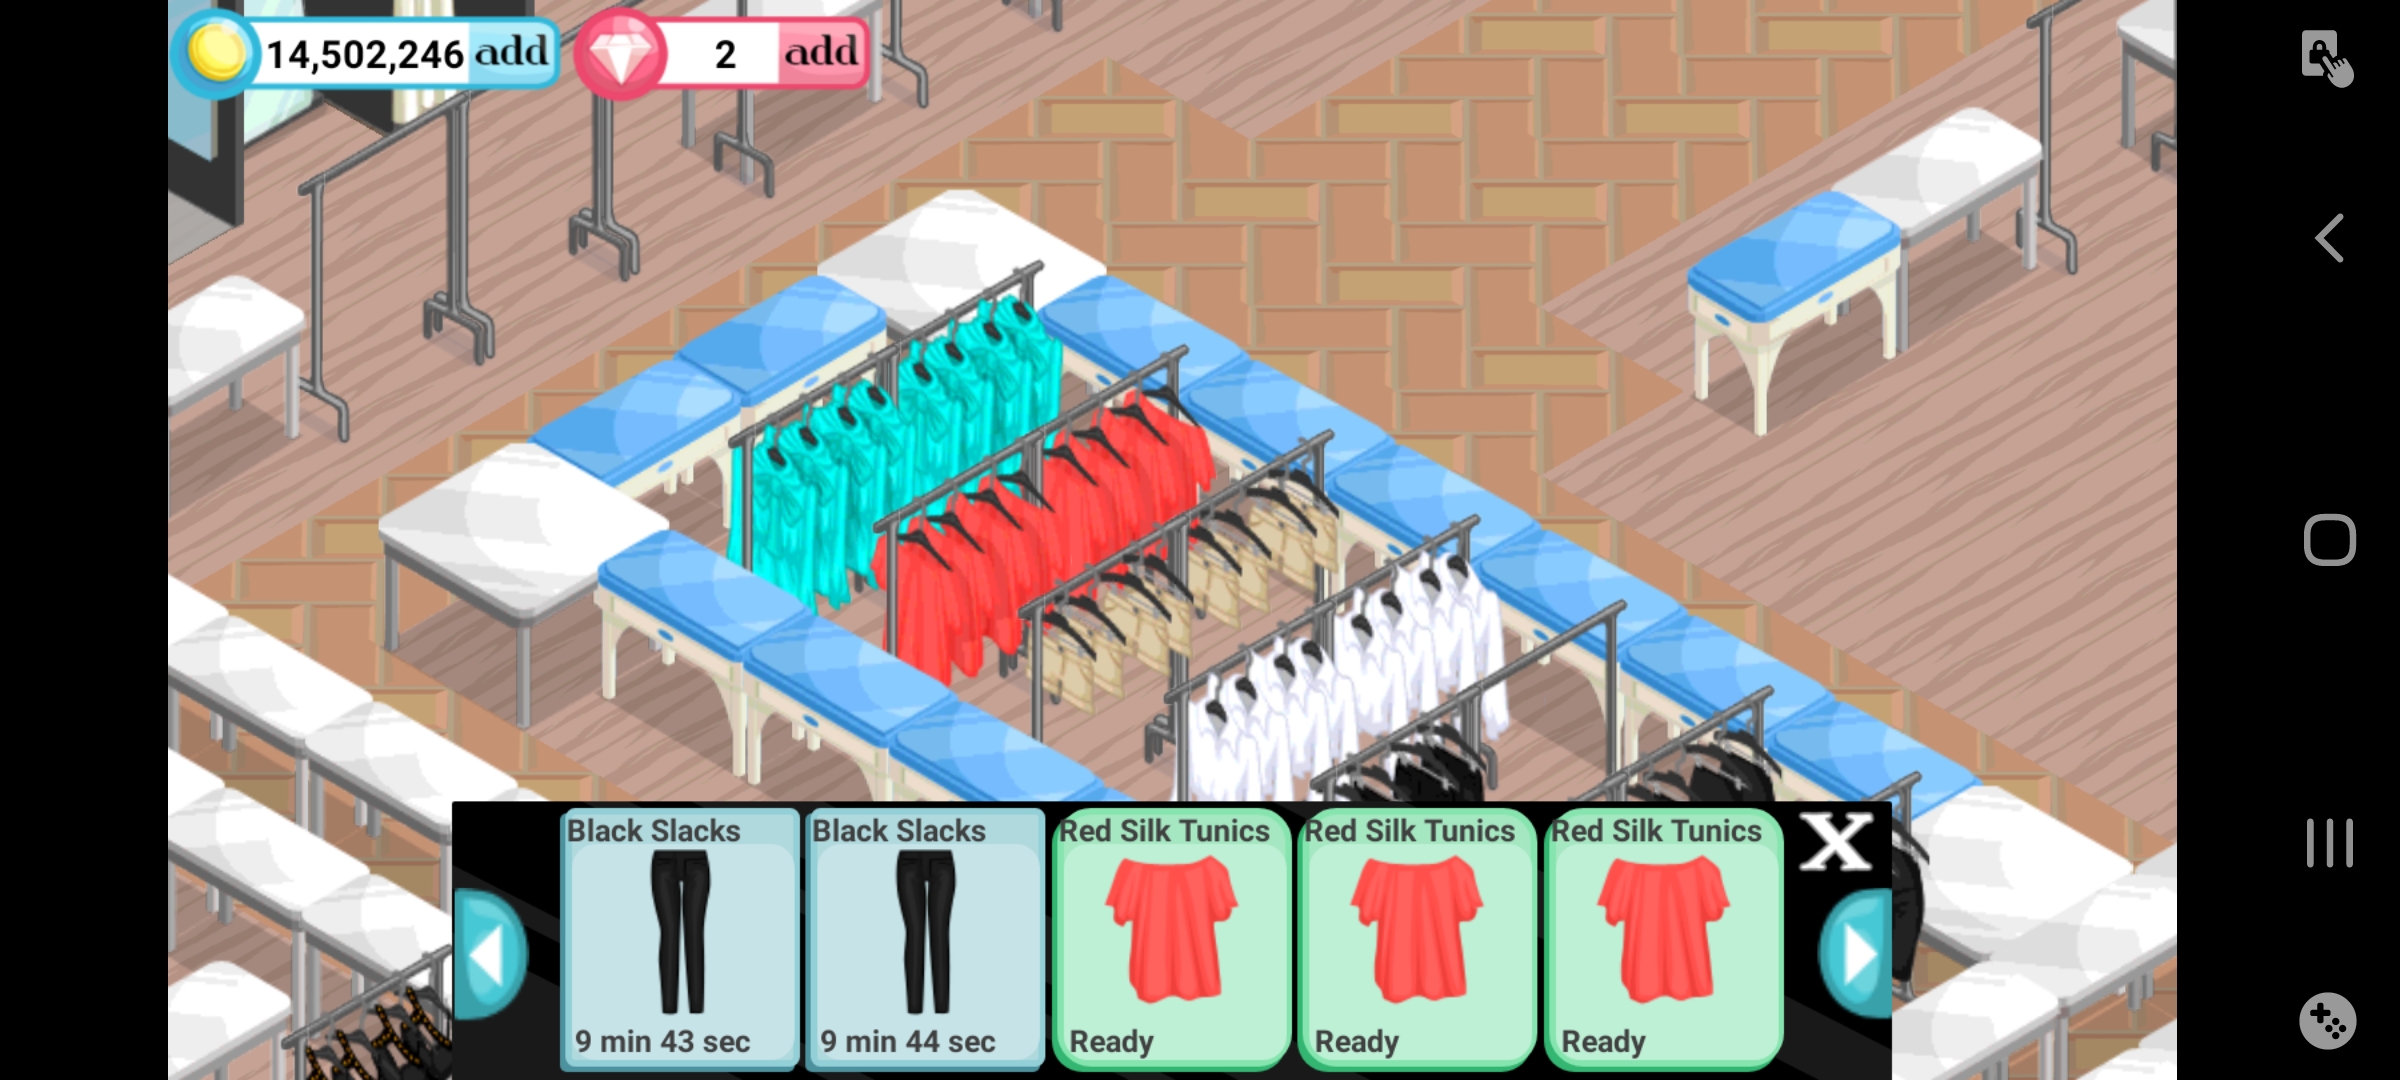 14,502,246 add 2 add
Black Slacks Black Slacks Red Silk Tunics Red Silk Tunics Red Silk Tunics X
9 min 43 sec 9 min 44 sec Ready Ready Ready